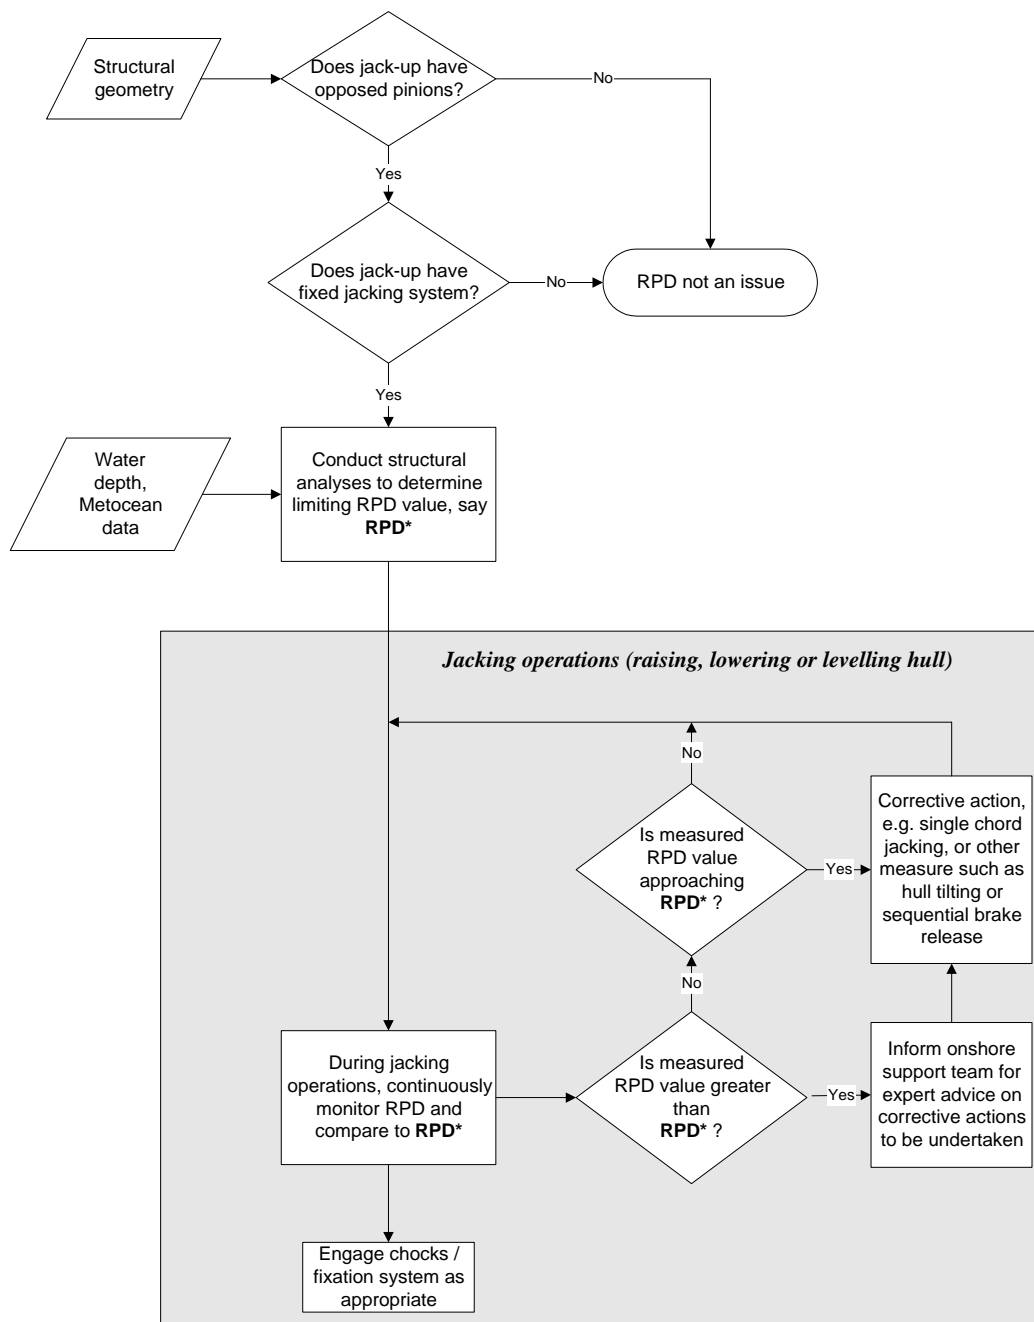 Structural
geometry
Does jack-up have
opposed pinions?
No
Yes
Does jack-up have
fixed jacking system?
No
RPD not an issue
Yes
Water
depth,
Metocean
data
Conduct structural
analyses to determine
limiting RPD value, say
RPD*
Jacking operations (raising, lowering or levelling hull)
No
Is measured
RPD value
approaching
RPD* ?
Yes
Corrective action,
e.g. single chord
jacking, or other
measure such as
hull tilting or
sequential brake
release
No
During jacking
operations, continuously
monitor RPD and
compare to RPD*
Is measured
RPD value greater
than
RPD* ?
Yes
Inform onshore
support team for
expert advice on
corrective actions
to be undertaken
Engage chocks /
fixation system as
appropriate